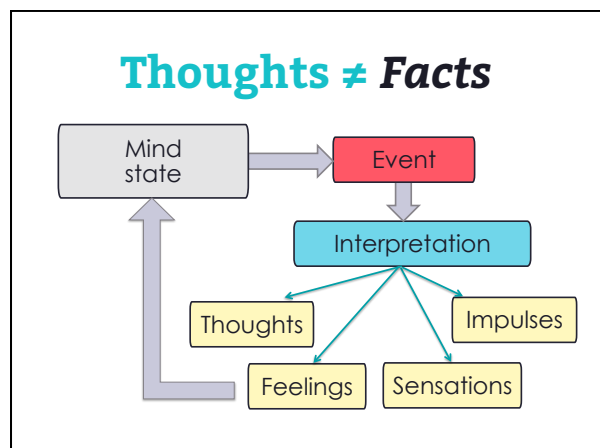 Thoughts ≠ Facts
Mind
state
Event
Interpretation
Thoughts
Impulses
Feelings
Sensations